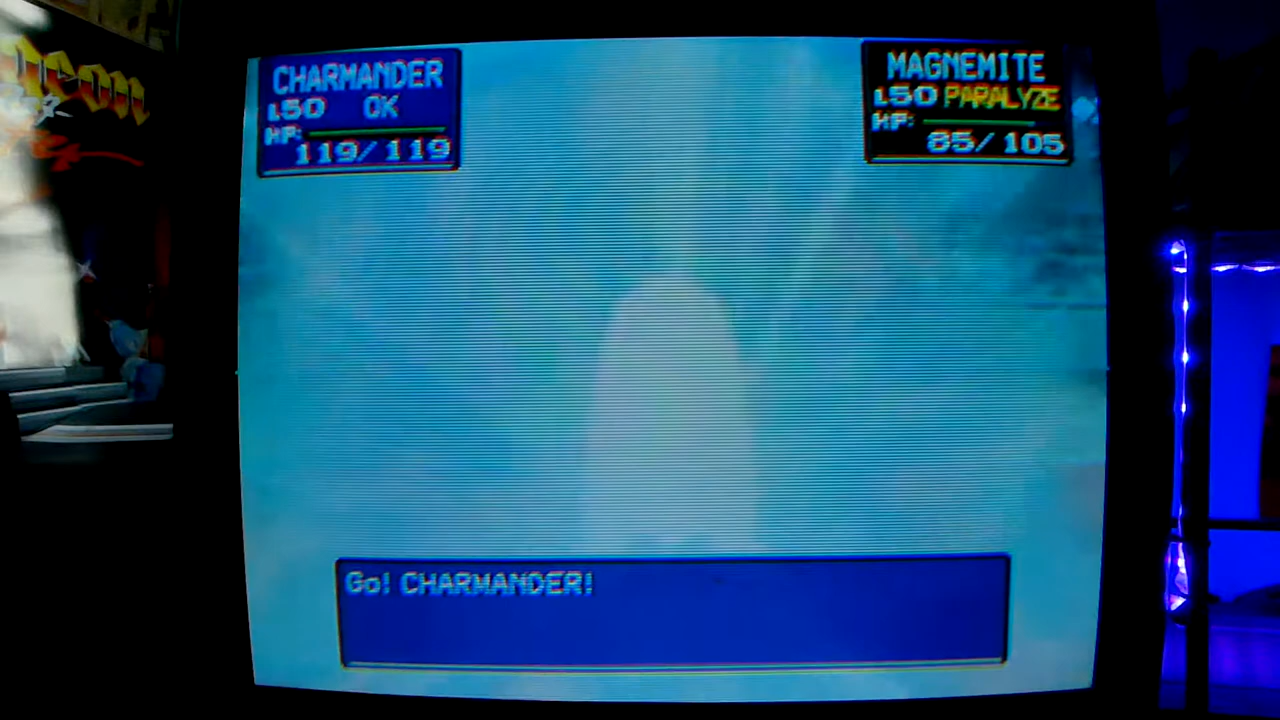 CHARMANDER
L50 OK
HP:
119/119
MAGNEMITE
L50 PARALYZE
HP:
85/105
Go! CHARMANDER!